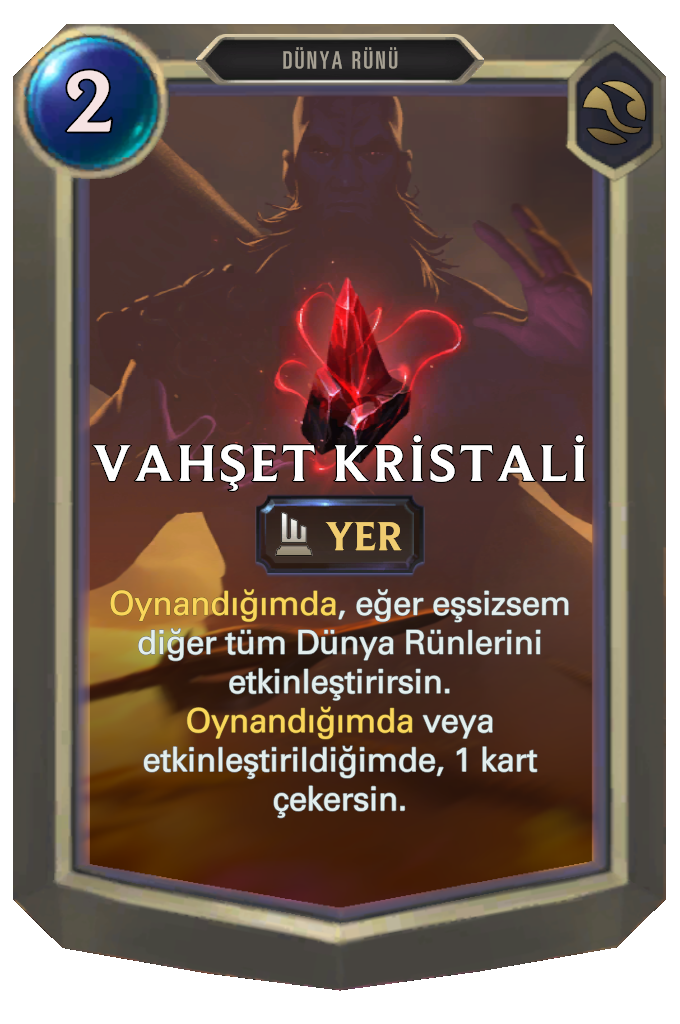 DÜNYA RÜNÜ
2
VAHŞET KRİSTALİ
YER
Oynandığımda, eğer eşsizsem
diğer tüm Dünya Rünlerini
etkinleştirirsin.
Oynandığımda veya
etkinleştirildiğimde, 1 kart
çekersin.